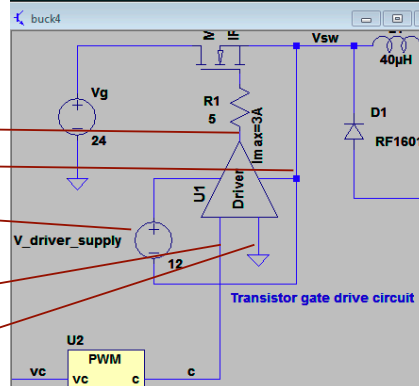 buck4
Vsw
40µH
Vg
24
R1
5
Imax=3A
D1
RF1601
U1
Driver
V_driver_supply
12
Transistor gate drive circuit
U2
PWM
vc
vc
c
c